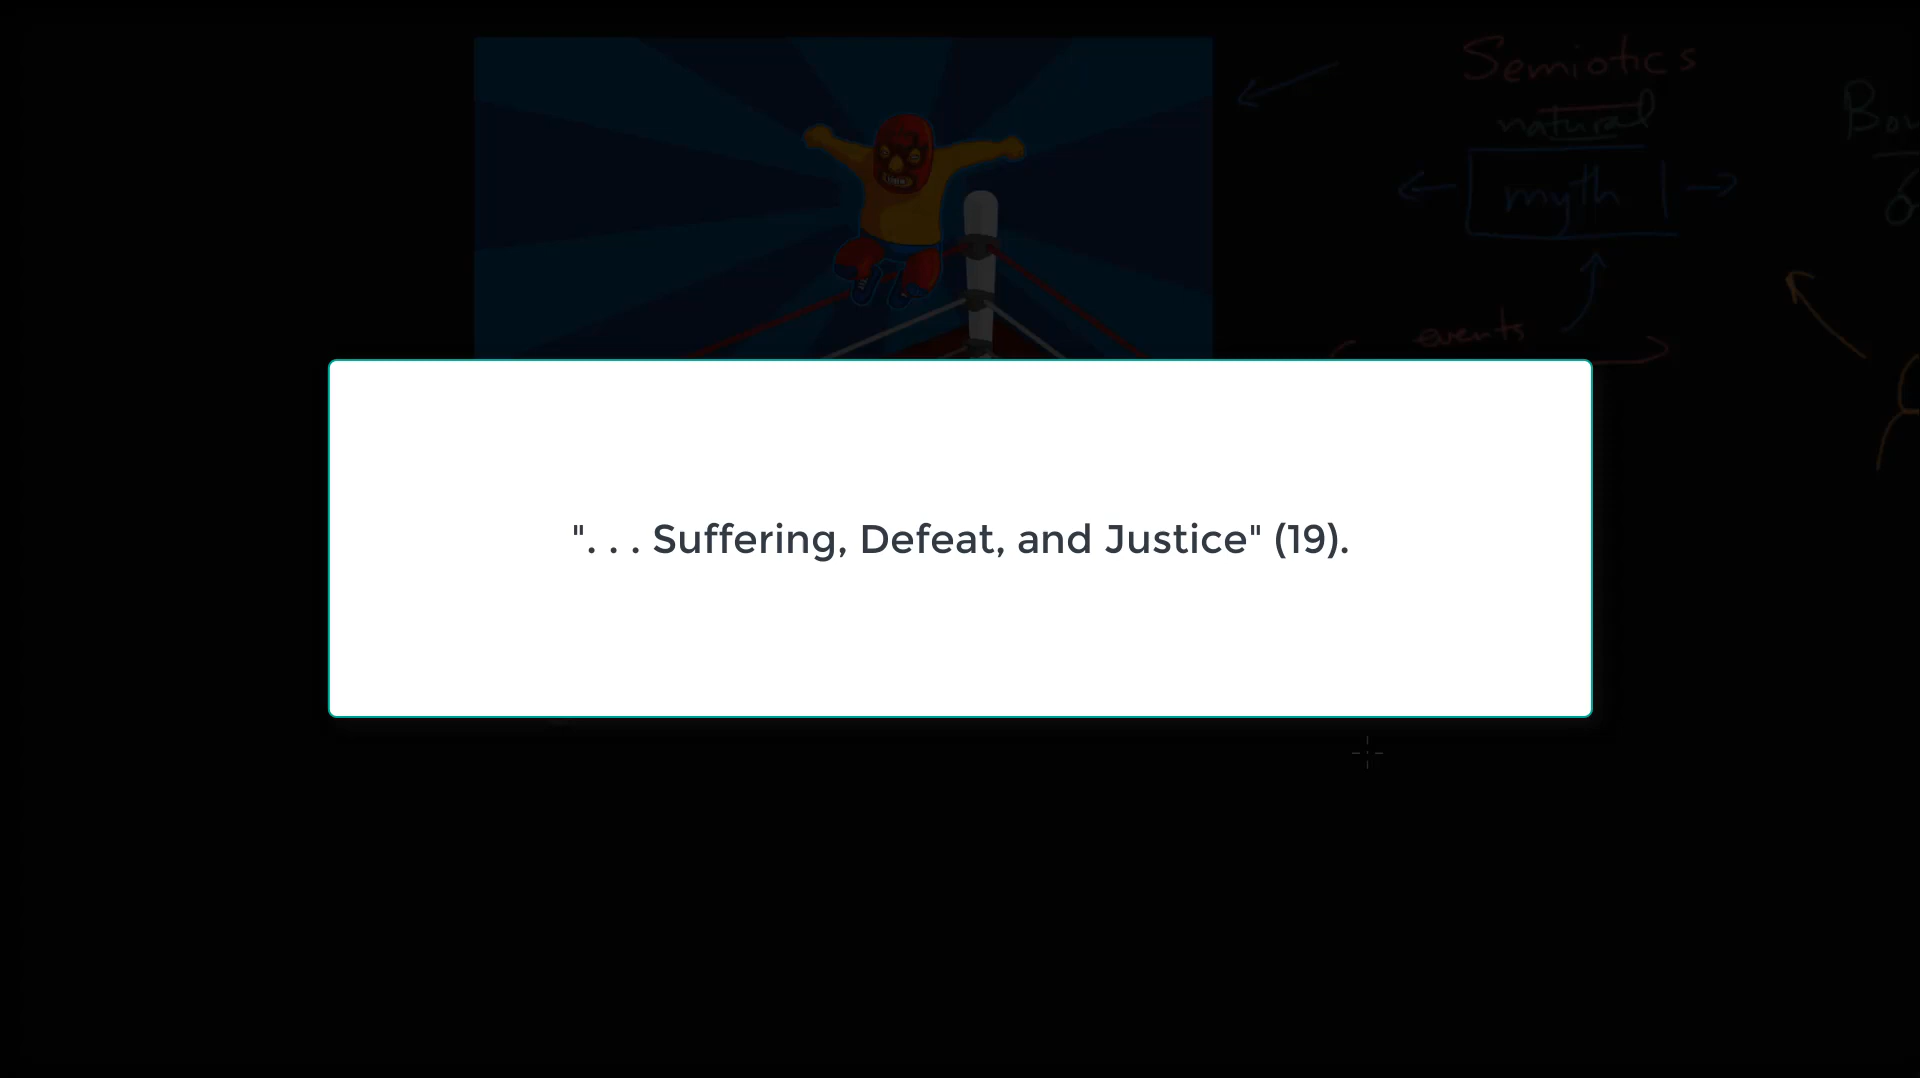 Semiotics
natural
myth
events
". . . Suffering, Defeat, and Justice" (19).